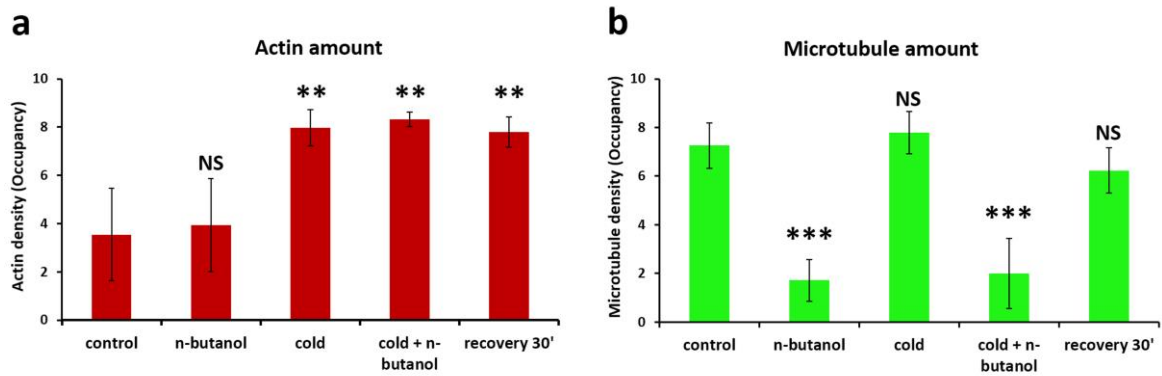 a
Actin amount
Actin density (Occupancy)
10
8
6
4
2
0
NS
**
**
**
control
n-butanol
cold
cold + n-
butanol
recovery 30'
b
Microtubule amount
Microtubule density (Occupancy)
10
8
6
4
2
0
***
NS
***
NS
control
n-butanol
cold
cold + n-
butanol
recovery 30'